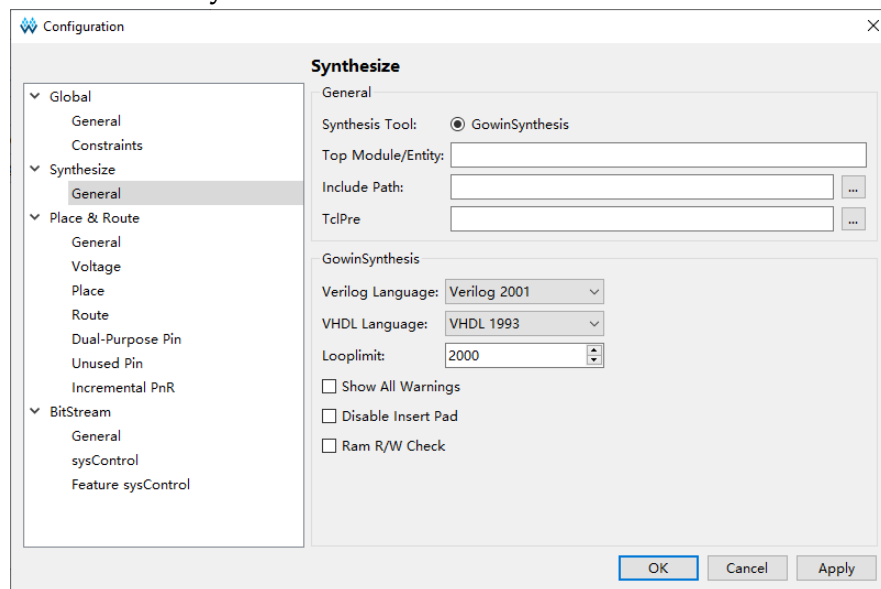 Configuration
Synthesize
Global
General
Constraints
Synthesize
General
Place & Route
General
Voltage
Place
Route
Dual-Purpose Pin
Unused Pin
Incremental PnR
BitStream
General
sysControl
Feature sysControl
General
Synthesis Tool: GowinSynthesis
Top Module/Entity:
Include Path: ...
TclPre ...
GowinSynthesis
Verilog Language: Verilog 2001
VHDL Language: VHDL 1993
Looplimit: 2000
Show All Warnings
Disable Insert Pad
Ram R/W Check
OK Cancel Apply